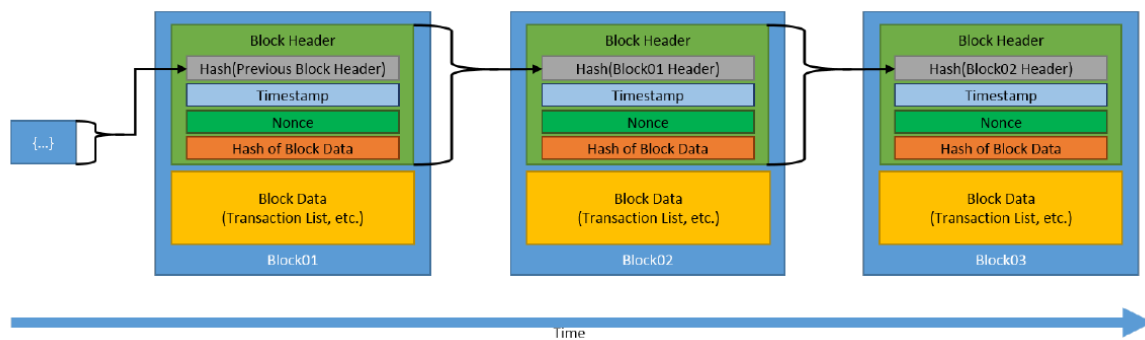 {...}
Block Header
Hash(Previous Block Header)
Timestamp
Nonce
Hash of Block Data
Block Data
(Transaction List, etc.)
Block01
Block Header
Hash(Block01 Header)
Timestamp
Nonce
Hash of Block Data
Block Data
(Transaction List, etc.)
Block02
Block Header
Hash(Block02 Header)
Timestamp
Nonce
Hash of Block Data
Block Data
(Transaction List, etc.)
Block03
Time